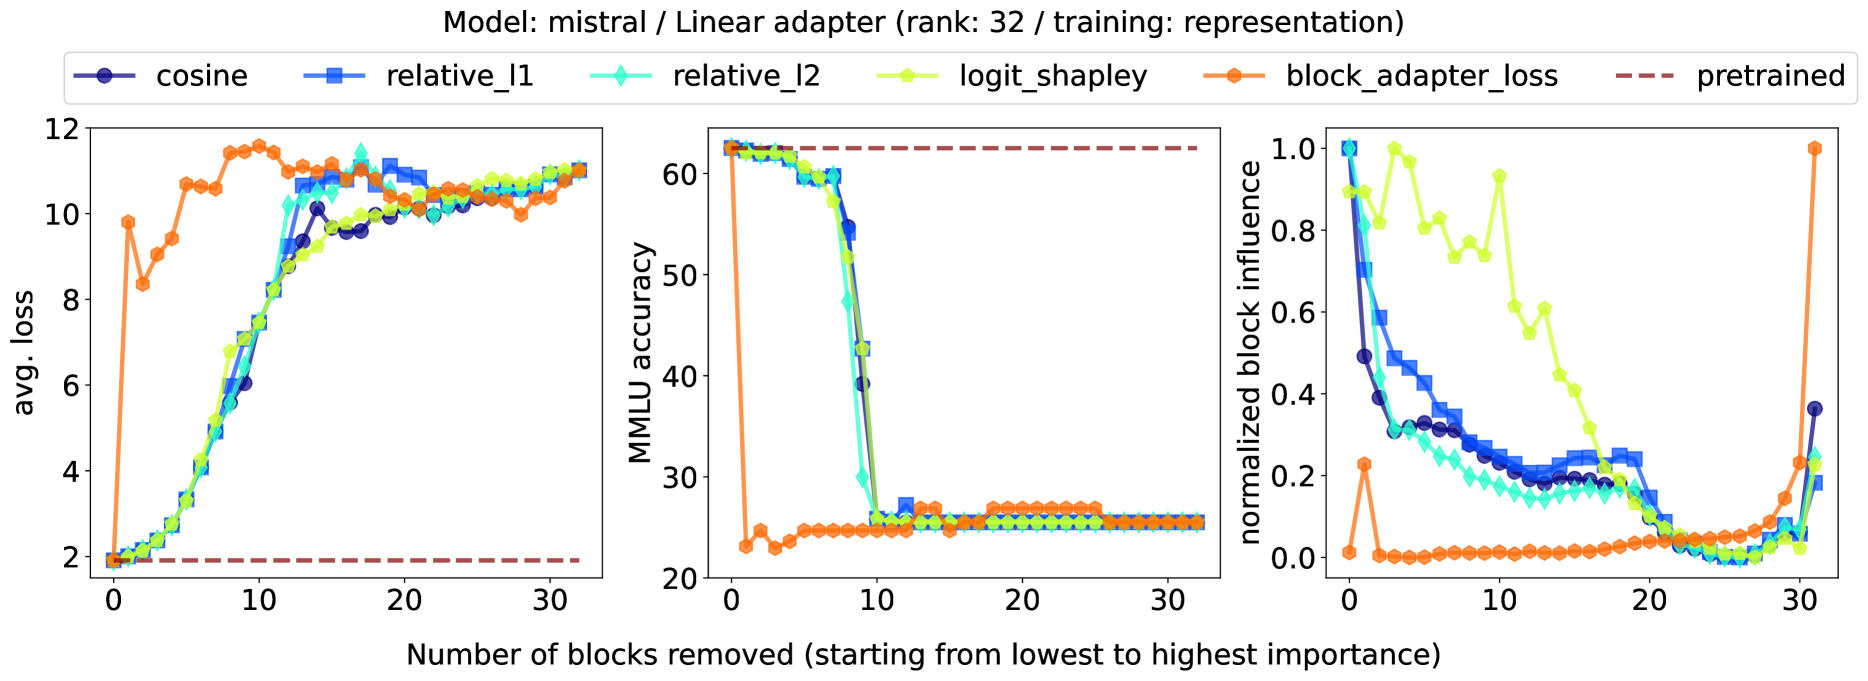 Model: mistral / Linear adapter (rank: 32 / training: representation)
cosine relative_l1 relative_l2 logit_shapley block_adapter_loss pretrained
avg. loss
12
10
8
6
4
2
0 10 20 30
MMLU accuracy
60
50
40
30
20
0 10 20 30
normalized block influence
1.0
0.8
0.6
0.4
0.2
0.0
0 10 20 30
Number of blocks removed (starting from lowest to highest importance)